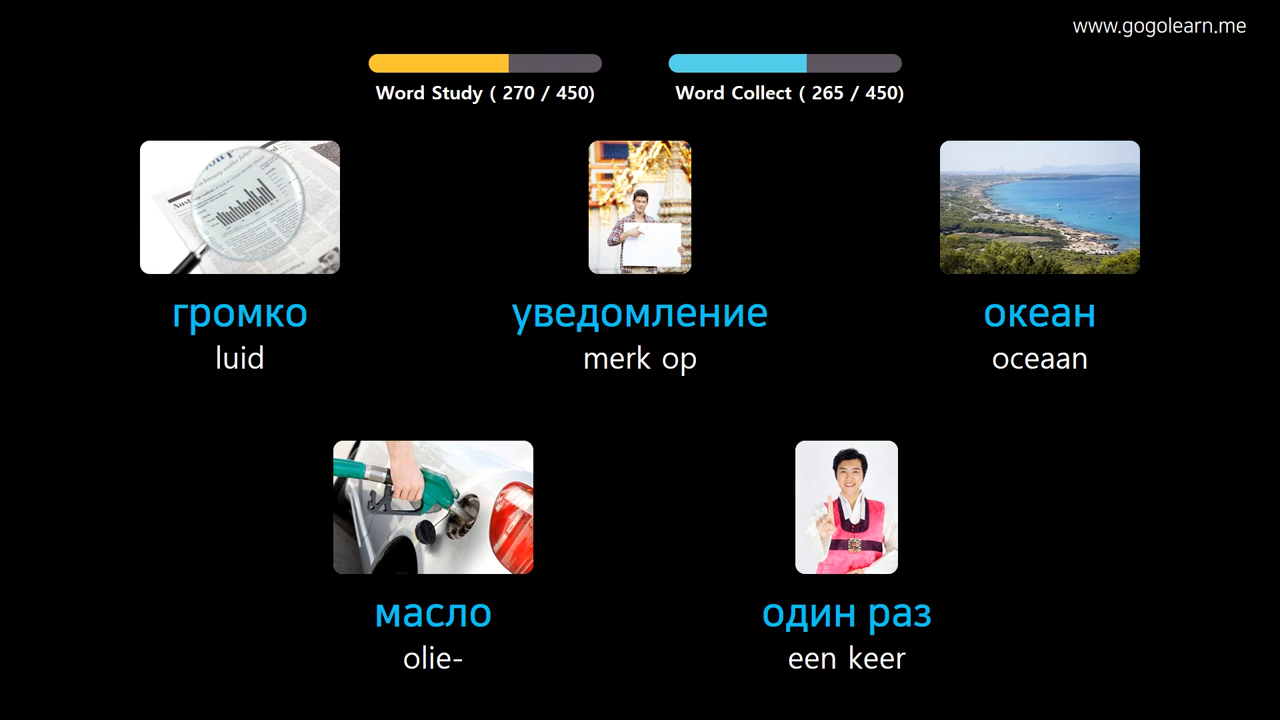 www.gogolearn.me
Word Study ( 270 / 450)
Word Collect ( 265 / 450)
громко
luid
уведомление
merk op
океан
oceaan
масло
olie-
один раз
een keer